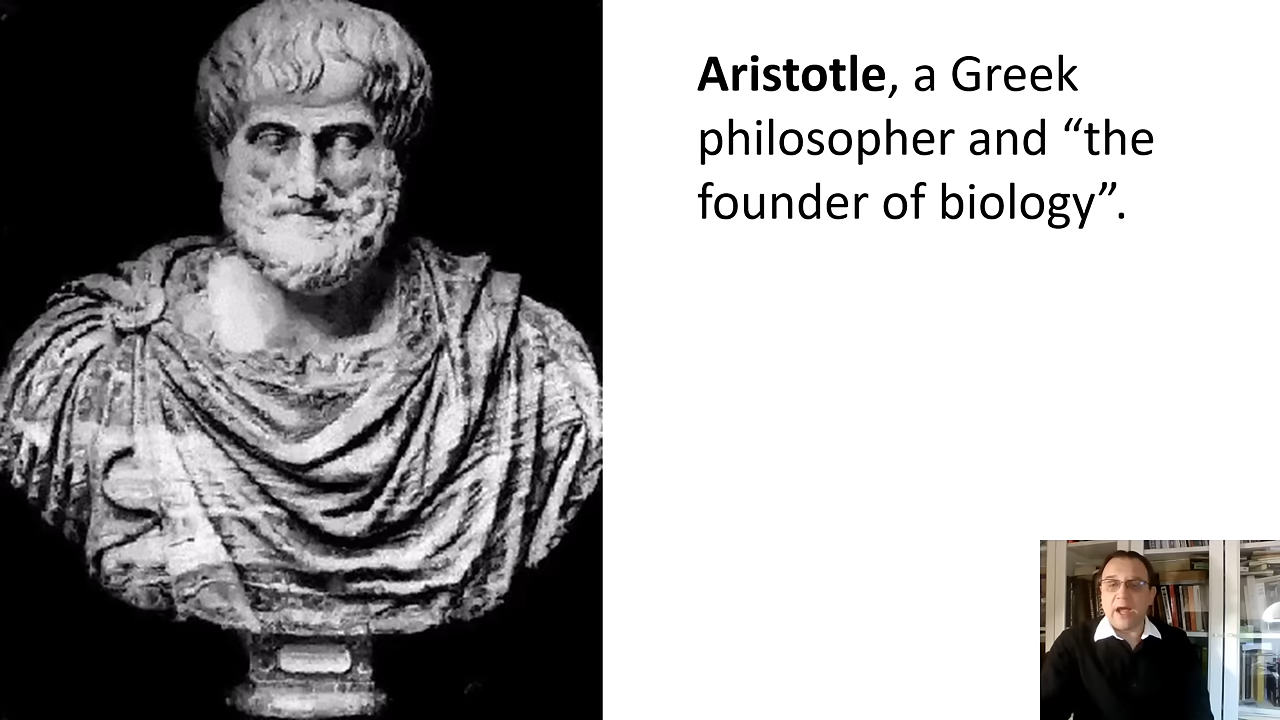 Aristotle, a Greek
philosopher and “the
founder of biology”.